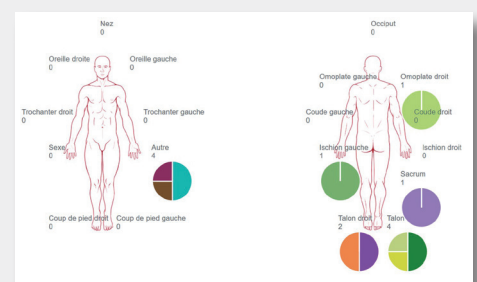 Nez
0
Oreille droite
0
Oreille gauche
0
Trochanter droit
0
Trochanter gauche
0
Sexe
0
Autre
4
Coup de pied droit
0
Coup de pied gauche
0
Occiput
0
Omoplate gauche
0
Omoplate droit
1
Coude gauche
0
Coude droit
0
Ischion gauche
1
Ischion droit
0
Sacrum
1
Talon droit
2
Talon
4